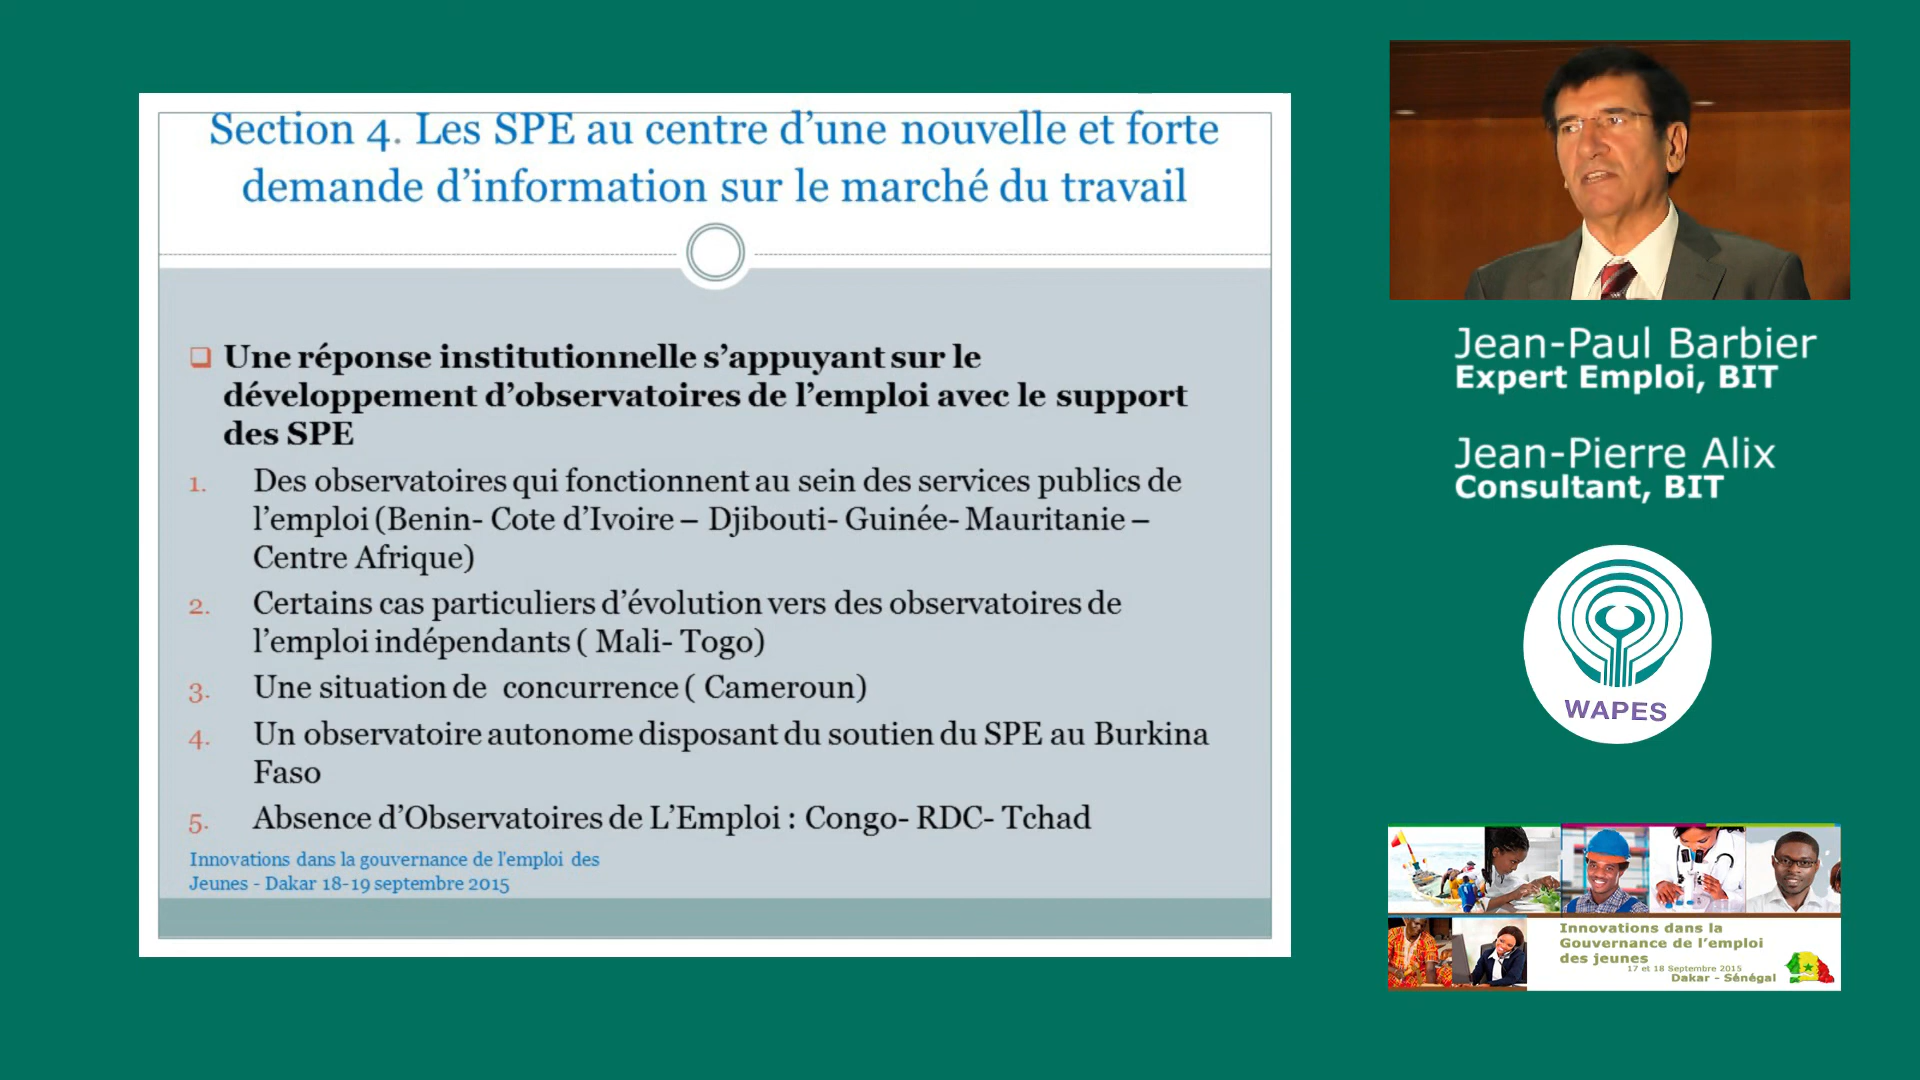 Section 4. Les SPE au centre d’une nouvelle et forte
demande d’information sur le marché du travail
Une réponse institutionnelle s’appuyant sur le
développement d’observatoires de l’emploi avec le support
des SPE
1. Des observatoires qui fonctionnent au sein des services publics de
l’emploi (Benin- Cote d’Ivoire – Djibouti- Guinée- Mauritanie –
Centre Afrique)
2. Certains cas particuliers d’évolution vers des observatoires de
l’emploi indépendants ( Mali- Togo)
3. Une situation de concurrence ( Cameroun)
4. Un observatoire autonome disposant du soutien du SPE au Burkina
Faso
5. Absence d’Observatoires de L’Emploi : Congo- RDC- Tchad
Innovations dans la gouvernance de l'emploi des
Jeunes - Dakar 18-19 septembre 2015
Jean-Paul Barbier
Expert Emploi, BIT
Jean-Pierre Alix
Consultant, BIT
WAPES
Innovations dans la
Gouvernance de l’emploi
des jeunes
17 et 18 Septembre 2015
Dakar - Sénégal